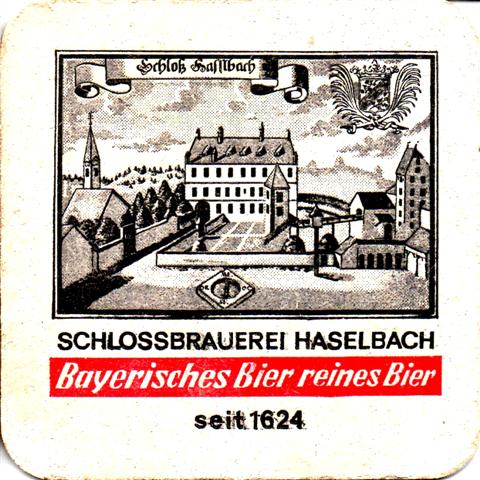 Schloß Hasslbach
SCHLOSSBRAUEREI HASELBACH
Bayerisches Bier reines Bier
seit 1624